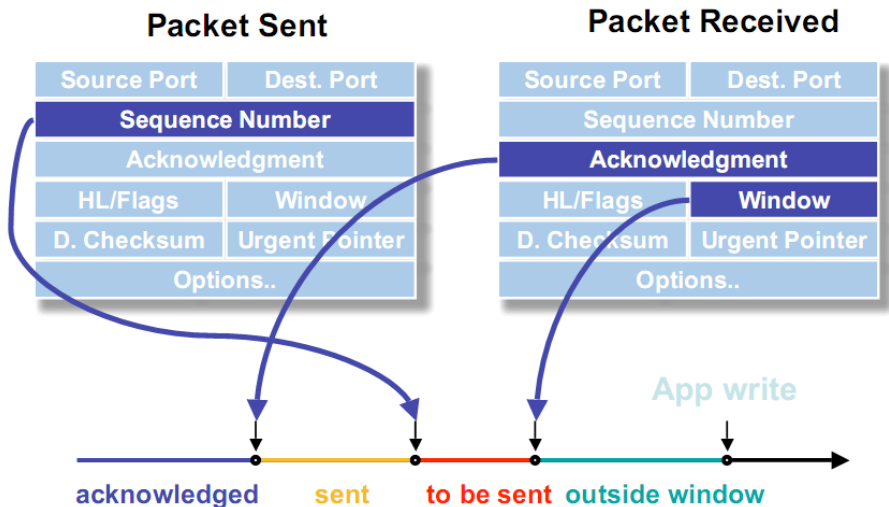 Packet Sent
Source Port Dest. Port
Sequence Number
Acknowledgment
HL/Flags Window
D. Checksum Urgent Pointer
Options..
Packet Received
Source Port Dest. Port
Sequence Number
Acknowledgment
HL/Flags Window
D. Checksum Urgent Pointer
Options..
App write
acknowledged sent to be sent outside window